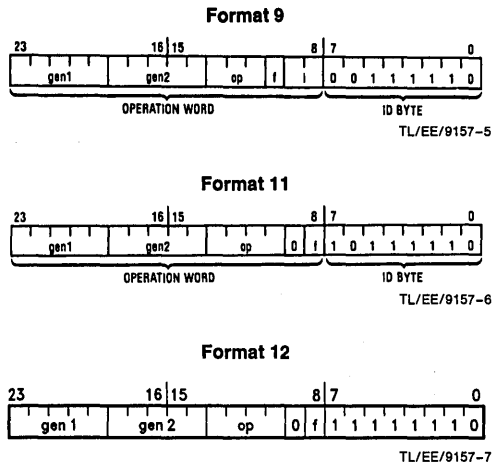 Format 9
23 16 15 8 7 0
gen1 gen2 op f i 0 0 1 1 1 1 1 0
OPERATION WORD ID BYTE
TL/EE/9157-5
Format 11
23 16 15 8 7 0
gen1 gen2 op 0 f 1 0 1 1 1 1 1 0
OPERATION WORD ID BYTE
TL/EE/9157-6
Format 12
23 16 15 8 7 0
gen 1 gen 2 op 0 f 1 1 1 1 1 1 1 0
TL/EE/9157-7